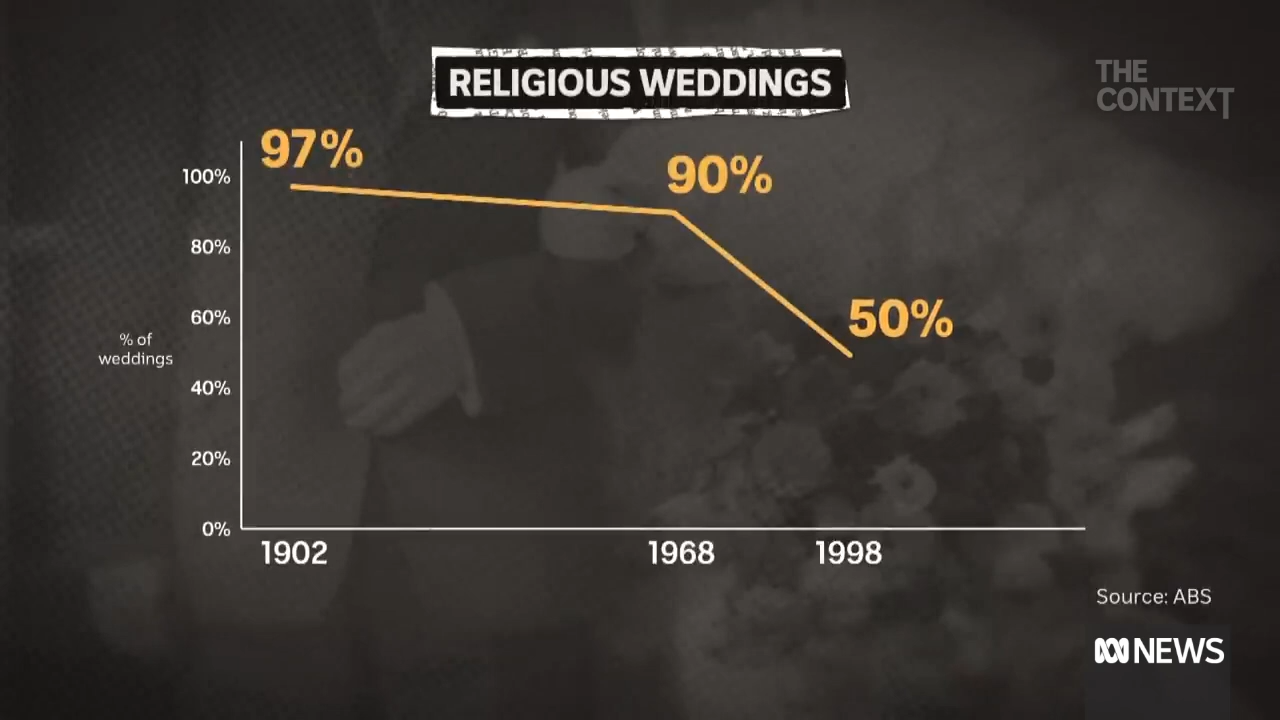 RELIGIOUS WEDDINGS
THE
CONTEXT
97%
90%
50%
100%
80%
60%
40%
20%
0%
% of
weddings
1902
1968
1998
Source: ABS
NEWS